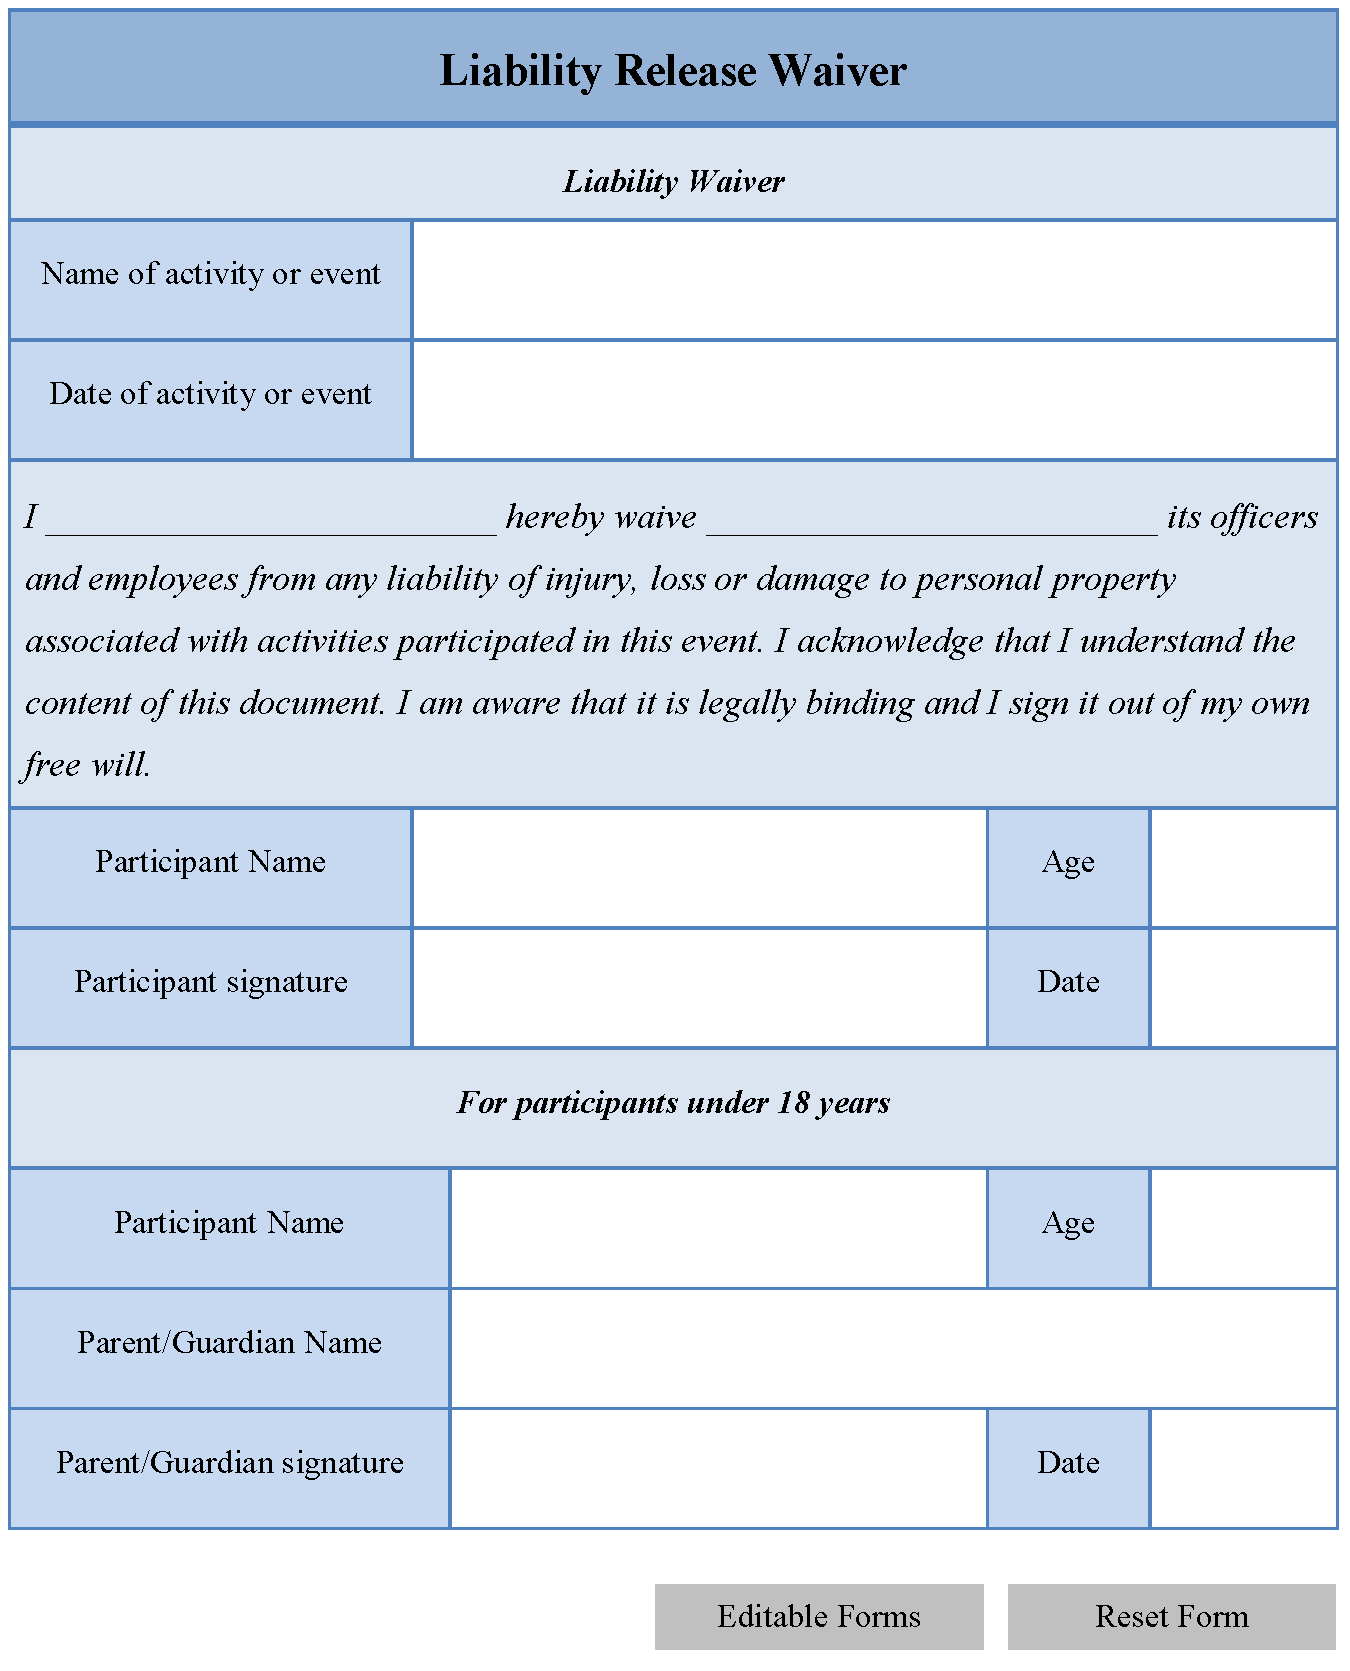 Liability Release Waiver
Liability Waiver
Name of activity or event
Date of activity or event
I _________________________ hereby waive _________________________ its officers
and employees from any liability of injury, loss or damage to personal property
associated with activities participated in this event. I acknowledge that I understand the
content of this document. I am aware that it is legally binding and I sign it out of my own
free will.
Participant Name Age
Participant signature Date
For participants under 18 years
Participant Name Age
Parent/Guardian Name
Parent/Guardian signature Date
Editable Forms Reset Form